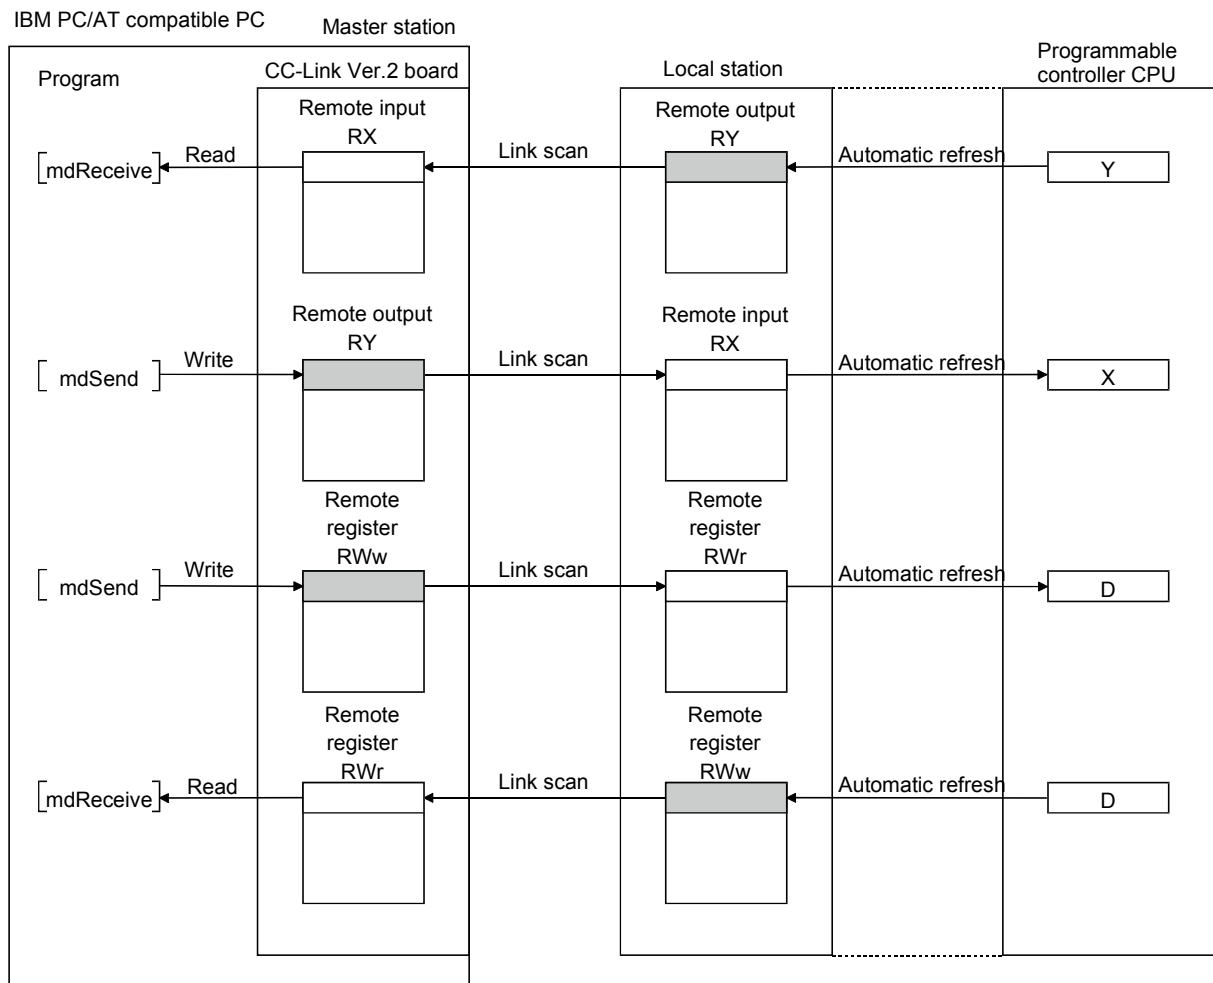 IBM PC/AT compatible PC
Master station
Program
CC-Link Ver.2 board
Local station
Programmable
controller CPU
Remote input
RX
Remote output
RY
mdReceive
Read
Link scan
Automatic refresh
Y
Remote output
RY
Remote input
RX
mdSend
Write
Link scan
Automatic refresh
X
Remote
register
RWw
Remote
register
RWr
mdSend
Write
Link scan
Automatic refresh
D
Remote
register
RWr
Remote
register
RWw
mdReceive
Read
Link scan
Automatic refresh
D